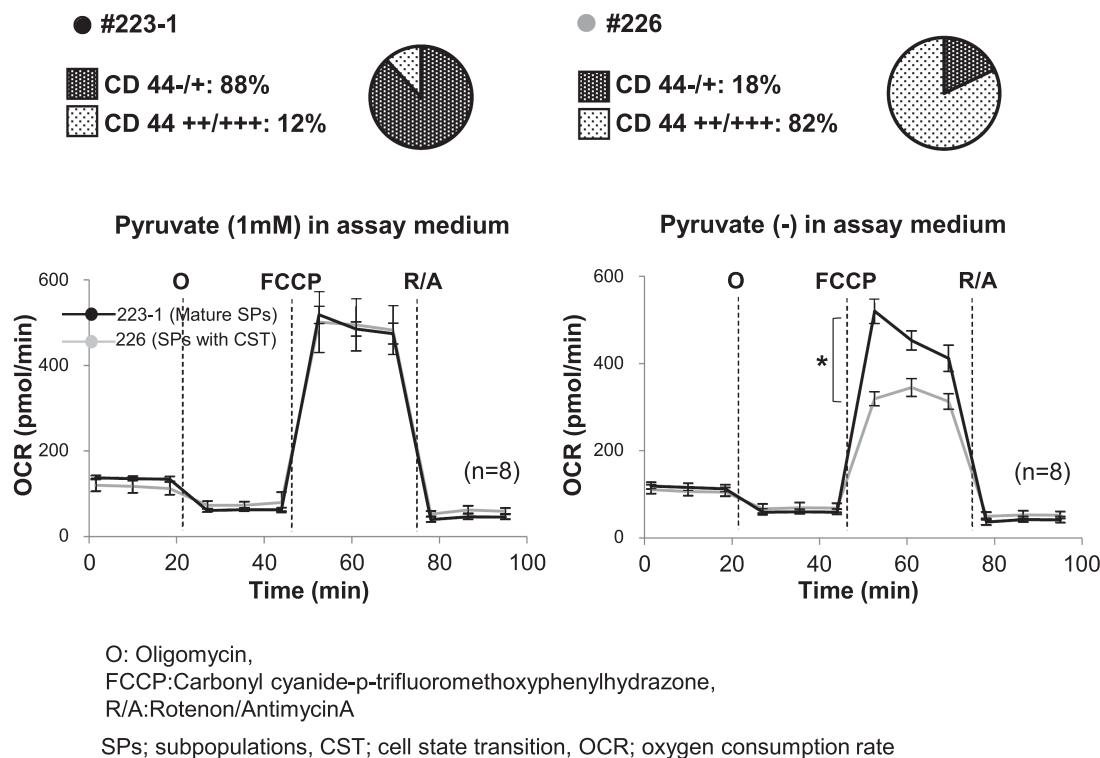 #223-1
CD 44-/+: 88%
CD 44 ++/+++: 12%
#226
CD 44-/+: 18%
CD 44 ++/+++: 82%
Pyruvate (1mM) in assay medium
600
400
200
0
OCR (pmol/min)
O
FCCP
R/A
223-1 (Mature SPs)
226 (SPs with CST)
(n=8)
0 20 40 60 80 100
Time (min)
Pyruvate (-) in assay medium
600
400
200
0
OCR (pmol/min)
O
FCCP
R/A
*
(n=8)
0 20 40 60 80 100
Time (min)
O: Oligomycin,
FCCP:Carbonyl cyanide-p-trifluoromethoxyphenylhydrazone,
R/A:Rotenon/AntimycinA
SPs; subpopulations, CST; cell state transition, OCR; oxygen consumption rate